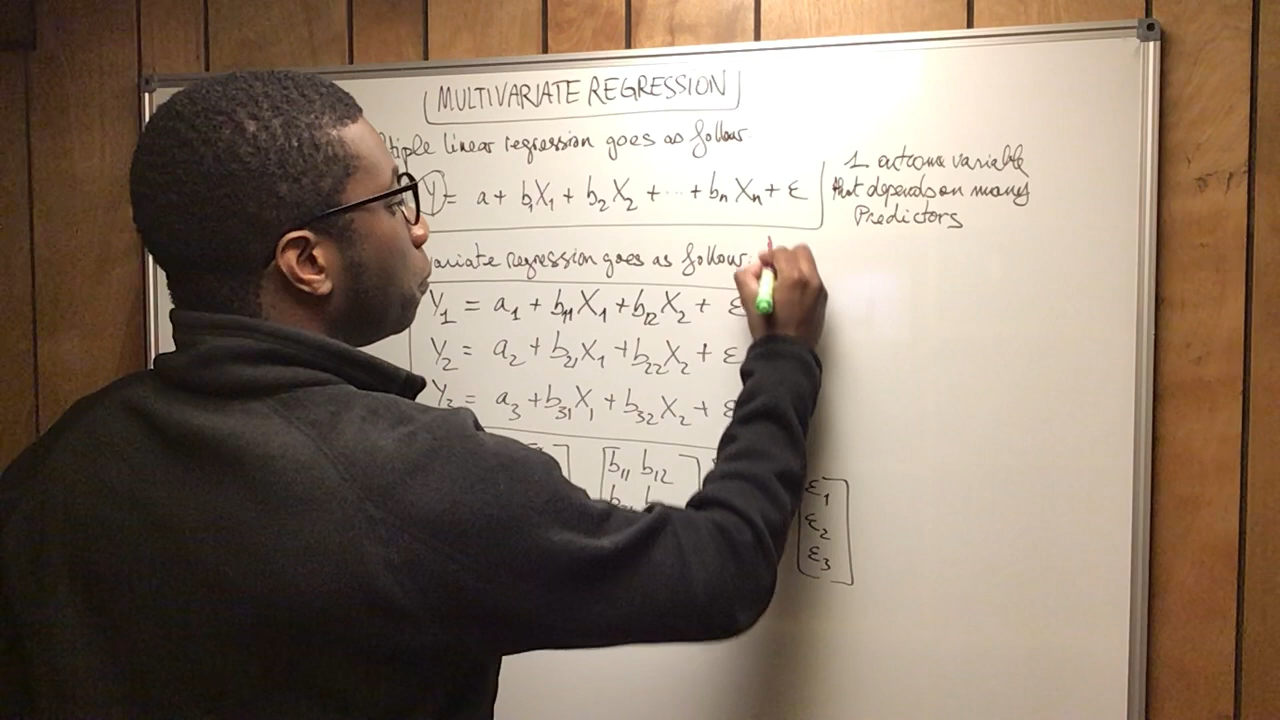 MULTIVARIATE REGRESSION
tiple linear regression goes as follow
Y = a + b₁X₁ + b₂X₂ + ... + bₙXₙ + ε
1 outcome variable
that depends on many
Predictors
ariate regression goes as follow:
Y₁ = a₁ + b₁₁X₁ + b₁₂X₂ + ε
Y₂ = a₂ + b₂₁X₁ + b₂₂X₂ + ε
= a₃ + b₃₁X₁ + b₃₂X₂ + ε
b₁₁ b₁₂
ε₁
ε₂
ε₃